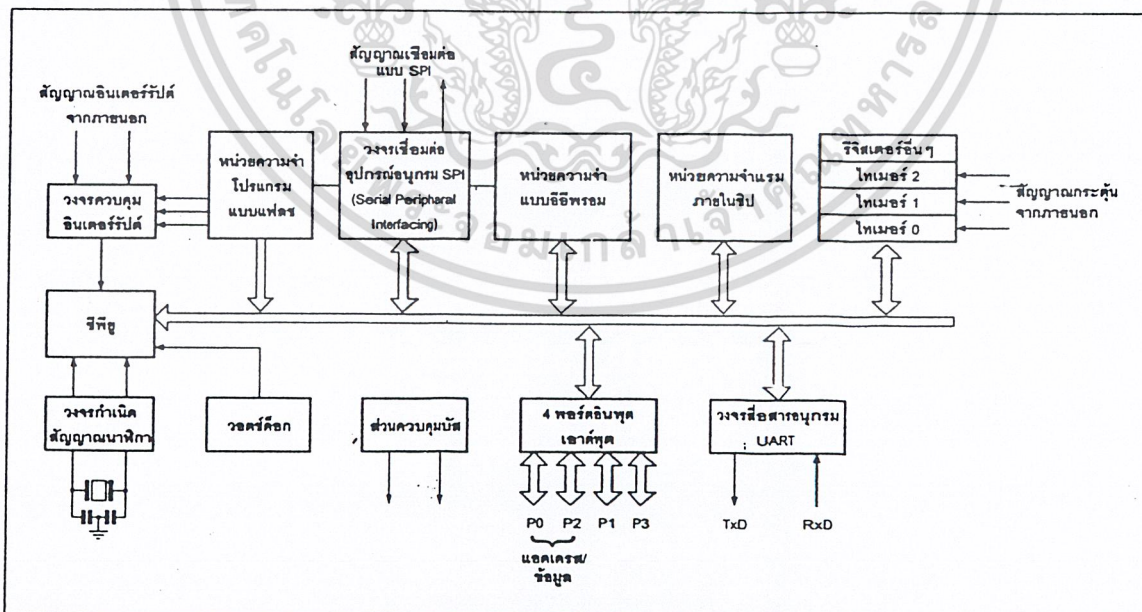 สัญญาณเชื่อมต่อ
แบบ SPI
สัญญาณอินเตอร์รัปต์
จากภายนอก
หน่วยความจำ
โปรแกรม
แบบแฟลช
วงจรเชื่อมต่อ
อุปกรณ์อนุกรม SPI
(Serial Peripharal
Interfacing)
หน่วยความจำ
แบบอีอีพรอม
หน่วยความจำแรม
ภายในชิป
รีจิสเตอร์อื่นๆ
ไทเมอร์ 2
ไทเมอร์ 1
ไทเมอร์ 0
สัญญาณกระตุ้น
จากภายนอก
วงจรควบคุม
อินเตอร์รัปต์
ซีพียู
วงจรกำเนิด
สัญญาณนาฬิกา
วอตช์ด็อก
ส่วนควบคุมบัส
4 พอร์ตอินพุต
เอาต์พุต
วงจรสื่อสารอนุกรม
UART
P0 P2 P1 P3
TxD RxD
แอดเดรส/
ข้อมูล